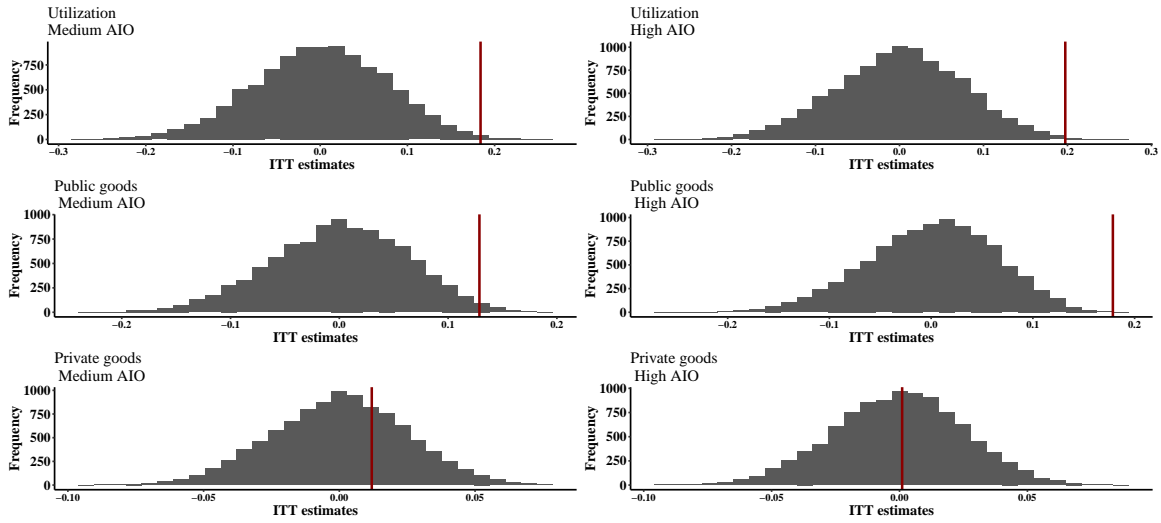 Utilization
Medium AIO
Frequency
750
500
250
0
−0.3
−0.2
−0.1
0.0
0.1
0.2
ITT estimates
Utilization
High AIO
Frequency
1000
750
500
250
0
−0.3
−0.2
−0.1
0.0
0.1
0.2
0.3
ITT estimates
Public goods
Medium AIO
Frequency
1000
750
500
250
0
−0.2
−0.1
0.0
0.1
0.2
ITT estimates
Public goods
High AIO
Frequency
1000
750
500
250
0
−0.2
−0.1
0.0
0.1
0.2
ITT estimates
Private goods
Medium AIO
Frequency
1000
750
500
250
0
−0.10
−0.05
0.00
0.05
ITT estimates
Private goods
High AIO
Frequency
1000
750
500
250
0
−0.10
−0.05
0.00
0.05
ITT estimates